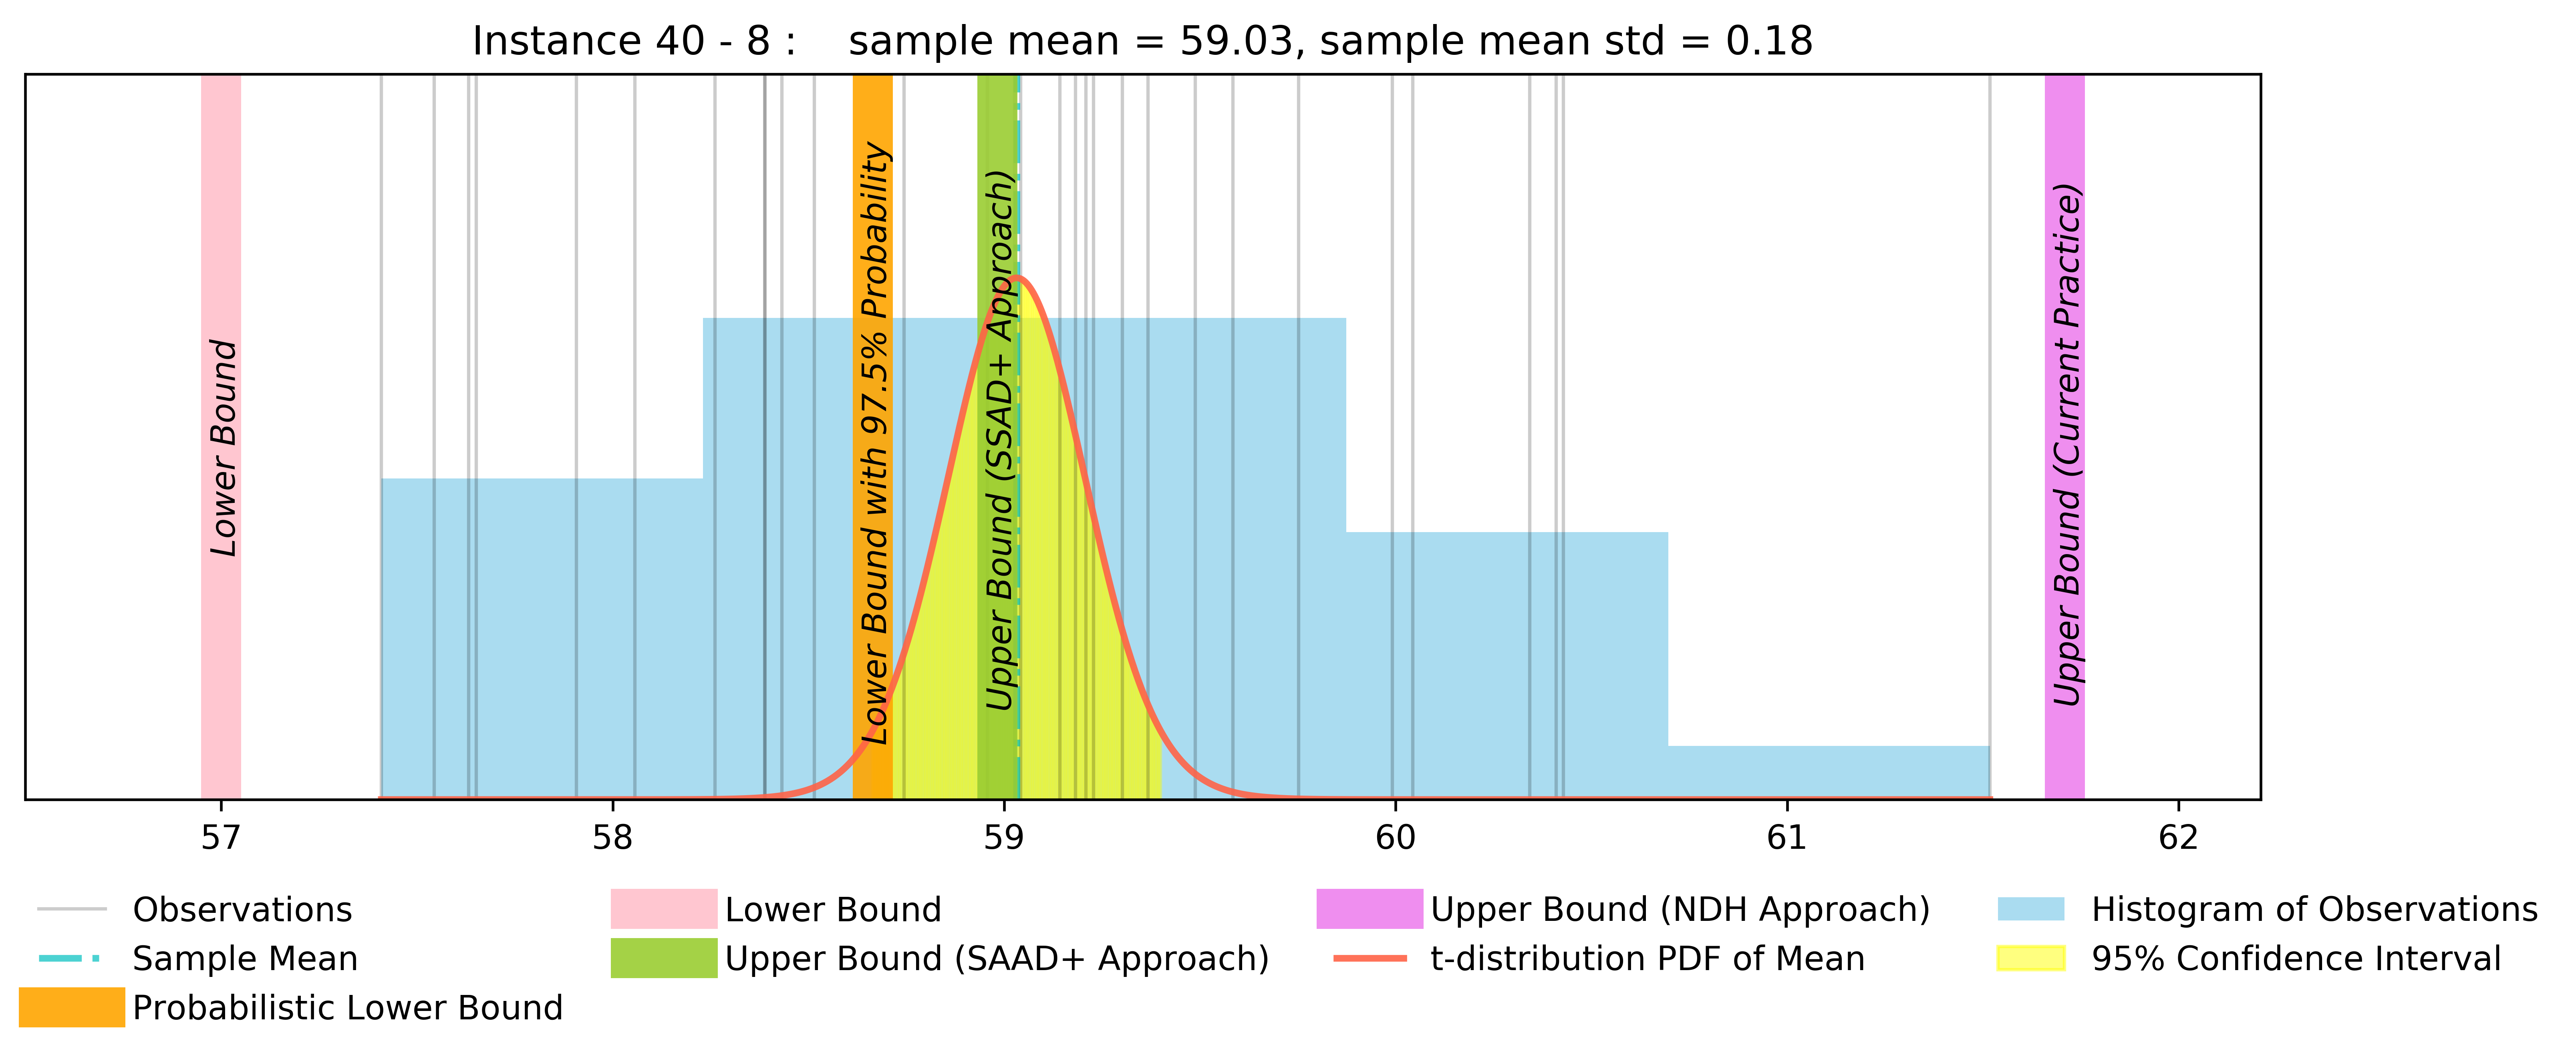 Instance 40 - 8 :    sample mean = 59.03, sample mean std = 0.18
Lower Bound
Lower Bound with 97.5% Probability
Upper Bound (SSAD+ Approach)
Upper Bound (Current Practice)
57 58 59 60 61 62
Observations
Sample Mean
Probabilistic Lower Bound
Lower Bound
Upper Bound (SAAD+ Approach)
Upper Bound (NDH Approach)
t-distribution PDF of Mean
Histogram of Observations
95% Confidence Interval